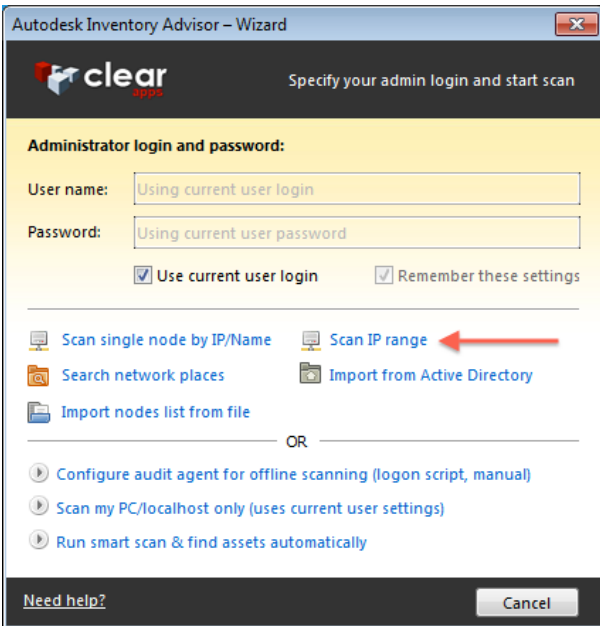 Autodesk Inventory Advisor – Wizard
clear
apps
Specify your admin login and start scan
Administrator login and password:
User name:
Using current user login
Password:
Using current user password
Use current user login
Remember these settings
Scan single node by IP/Name
Scan IP range
Search network places
Import from Active Directory
Import nodes list from file
OR
Configure audit agent for offline scanning (logon script, manual)
Scan my PC/localhost only (uses current user settings)
Run smart scan & find assets automatically
Need help?
Cancel